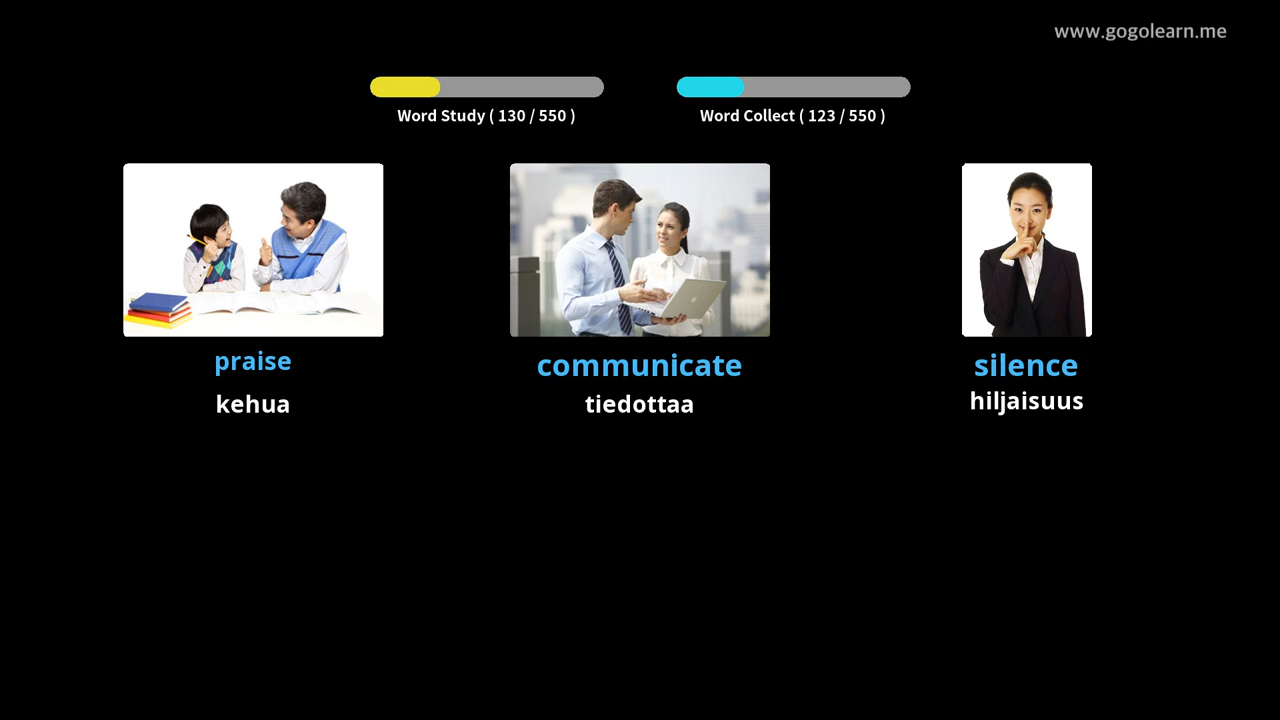 www.gogolearn.me
Word Study ( 130 / 550 )
Word Collect ( 123 / 550 )
praise
communicate
silence
kehua
tiedottaa
hiljaisuus